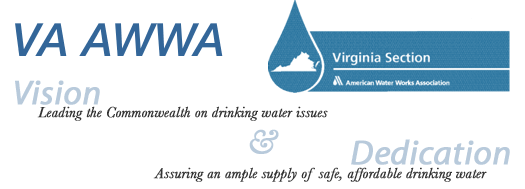 VA AWWA
Virginia Section
American Water Works Association
Vision
Leading the Commonwealth on drinking water issues
&
Dedication
Assuring an ample supply of safe, affordable drinking water